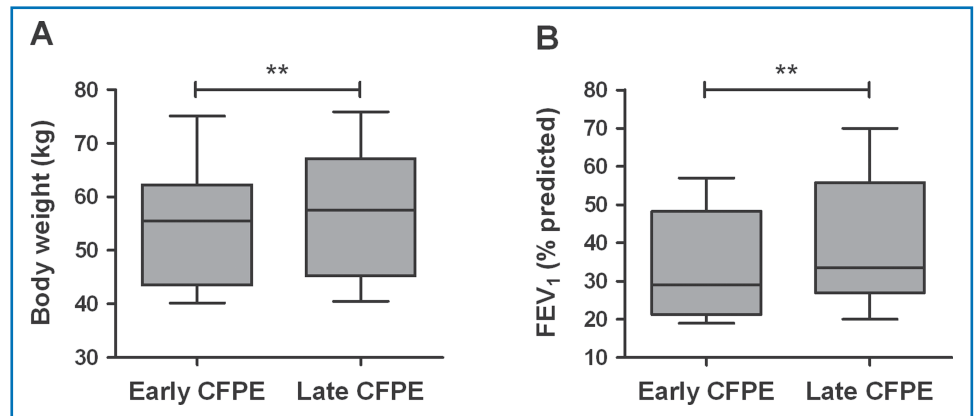 A
**
Body weight (kg)
80
70
60
50
40
30
Early CFPE Late CFPE
B
**
FEV₁ (% predicted)
80
70
60
50
40
30
20
10
Early CFPE Late CFPE